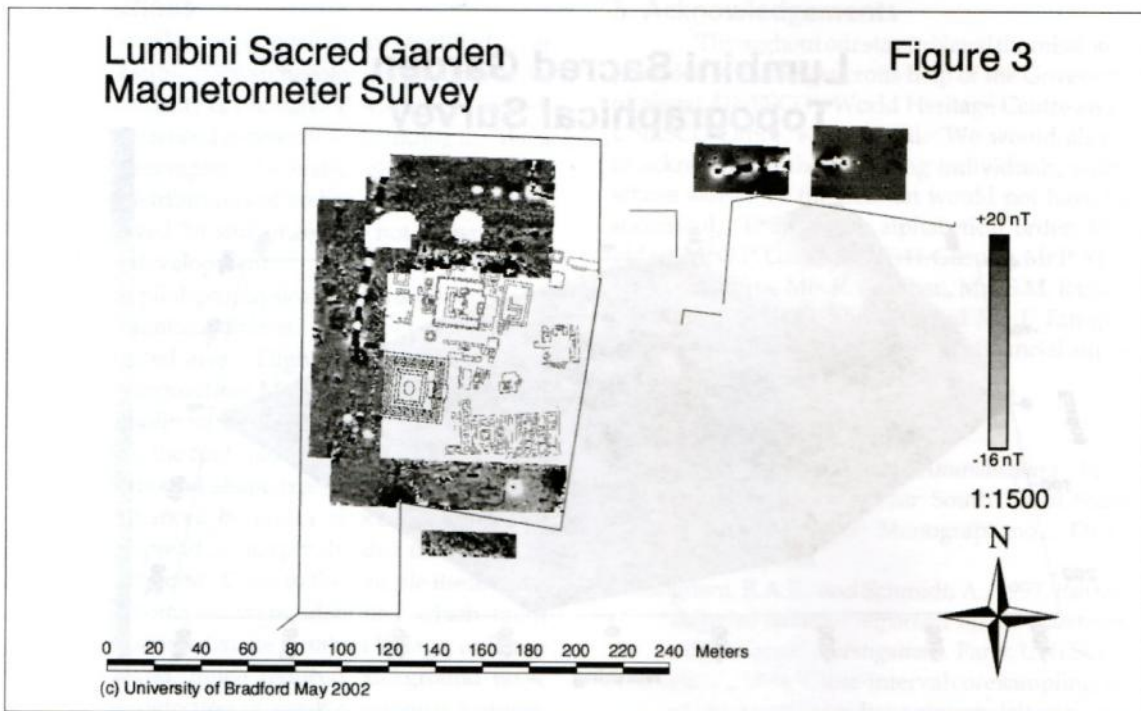 Lumbini Sacred Garden
Magnetometer Survey
Figure 3
+20 nT
-16 nT
1:1500
N
0 20 40 60 80 100 120 140 160 180 200 220 240 Meters
(c) University of Bradford May 2002